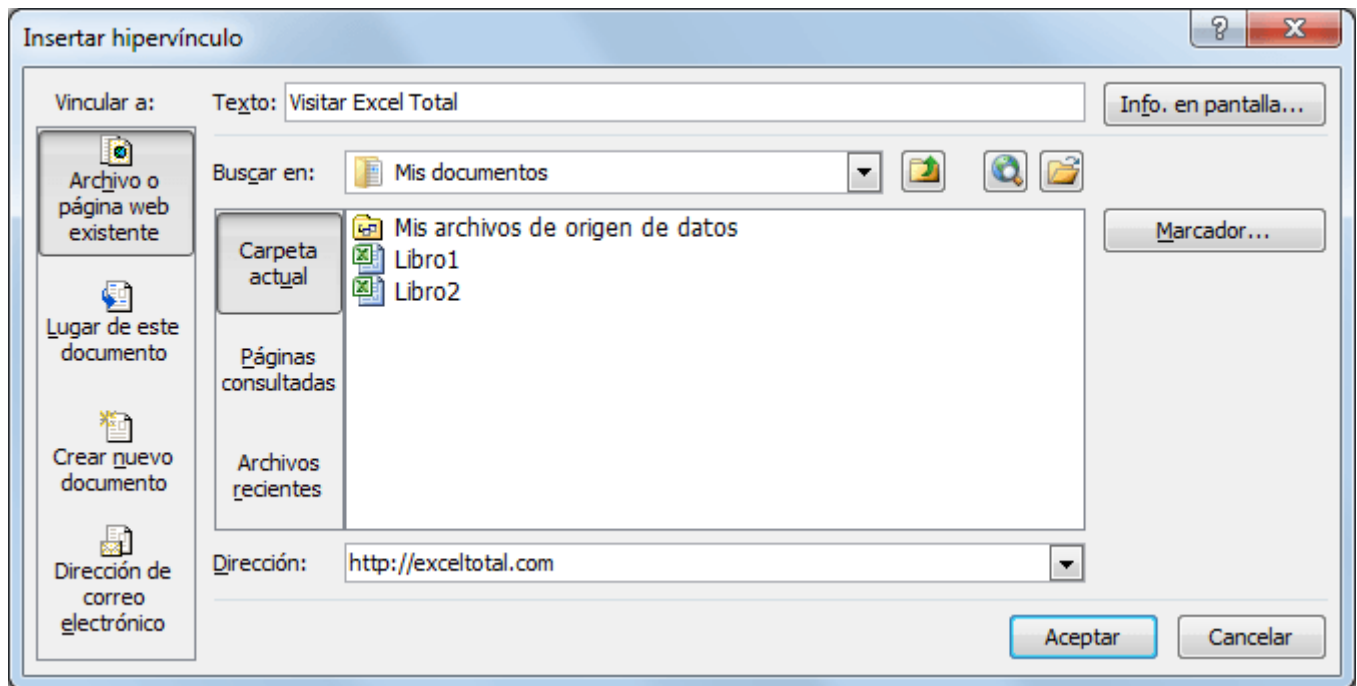 Insertar hipervínculo
Vincular a:
Texto: Visitar Excel Total
Info. en pantalla...
Archivo o
página web
existente
Buscar en: Mis documentos
Carpeta
actual
Mis archivos de origen de datos
Libro1
Libro2
Marcador...
Lugar de este
documento
Páginas
consultadas
Crear nuevo
documento
Archivos
recientes
Dirección de
correo
electrónico
Dirección: http://exceltotal.com
Aceptar
Cancelar